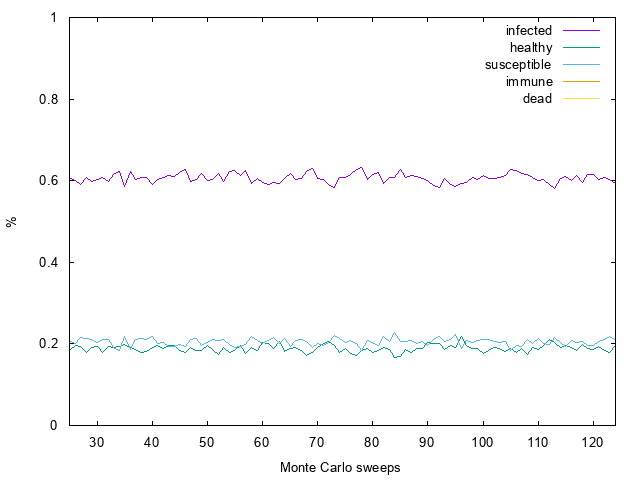 1
0.8
0.6
0.4
0.2
0
%
infected
healthy
susceptible
immune
dead
30 40 50 60 70 80 90 100 110 120
Monte Carlo sweeps